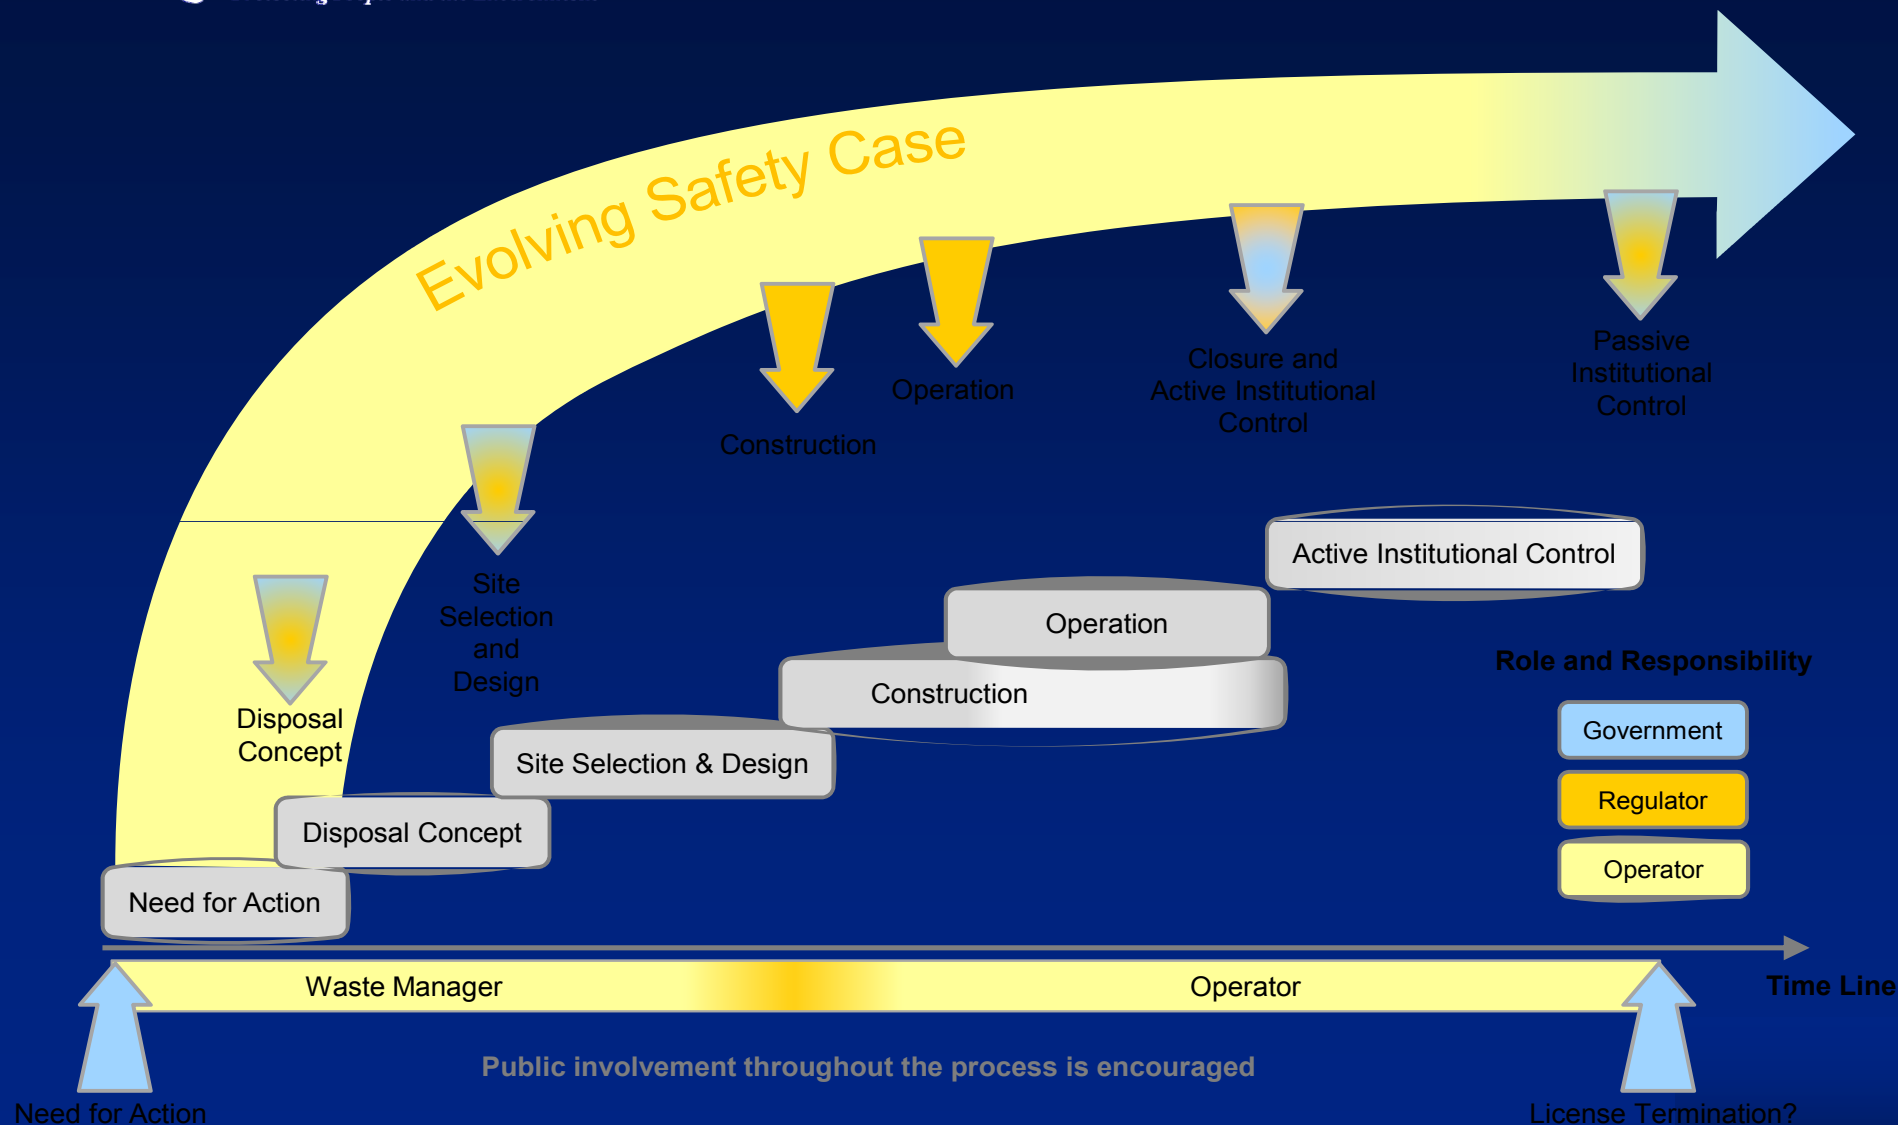 Evolving Safety Case
Passive
Institutional
Control
Closure and
Active Institutional
Control
Operation
Construction
Site
Selection
and
Design
Disposal
Concept
Active Institutional Control
Operation
Construction
Site Selection & Design
Disposal Concept
Need for Action
Role and Responsibility
Government
Regulator
Operator
Waste Manager
Operator
Time Line
Public involvement throughout the process is encouraged
Need for Action
License Termination?